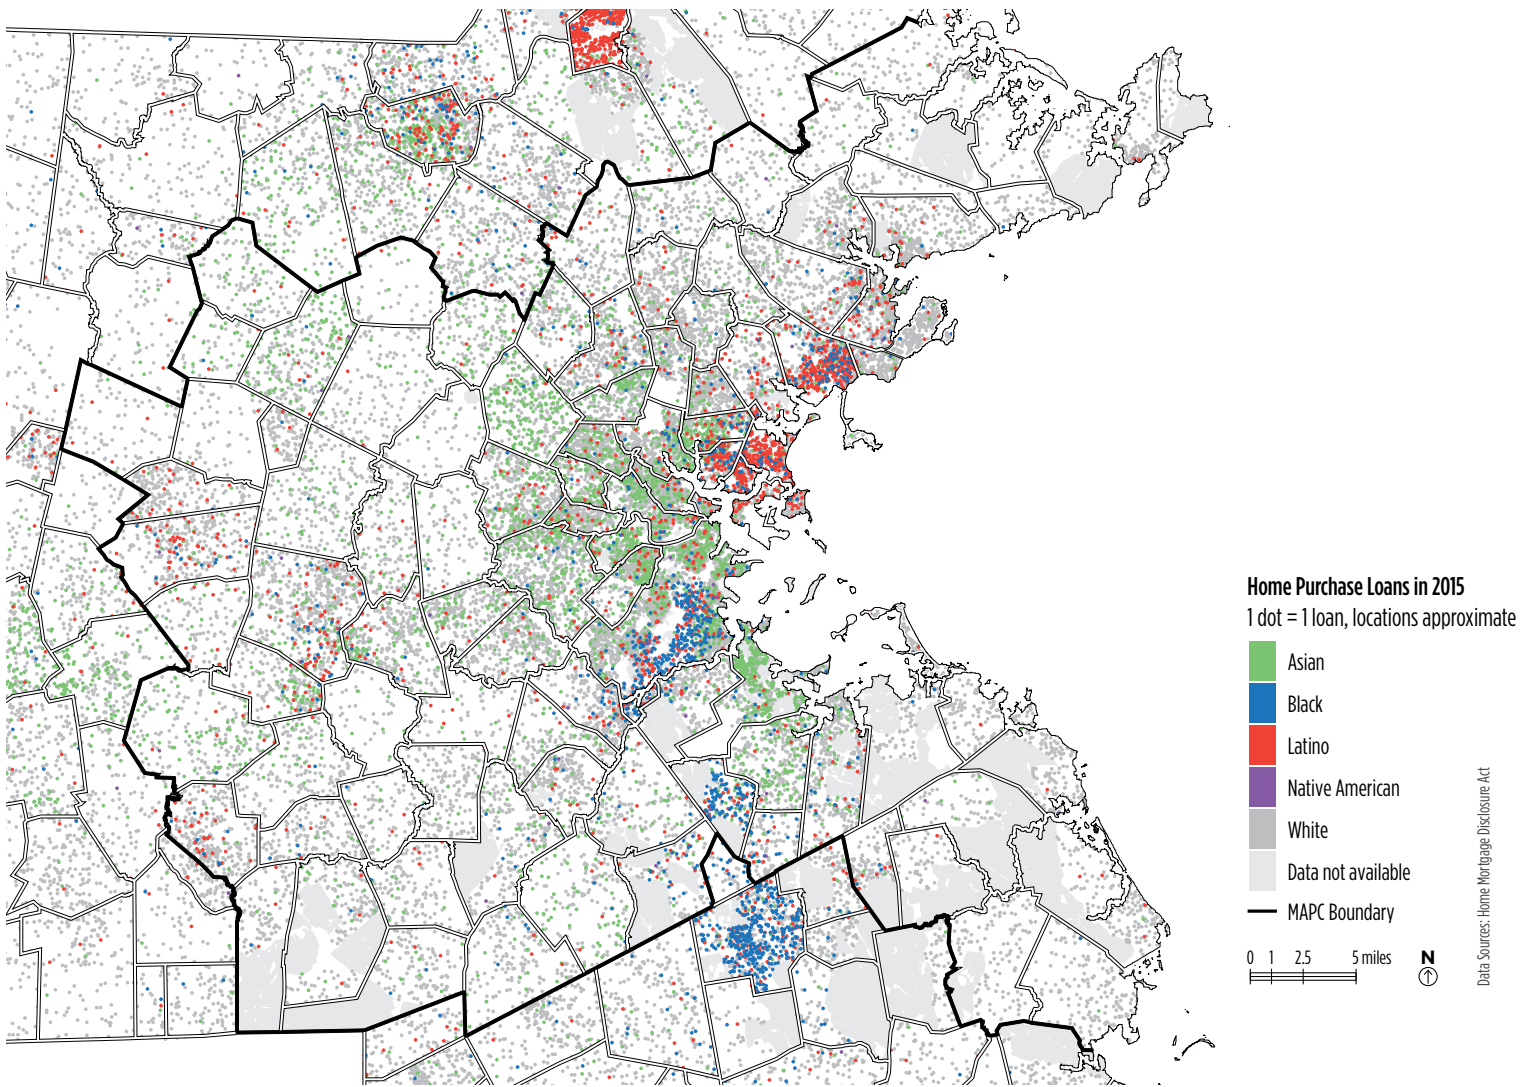 Home Purchase Loans in 2015
1 dot = 1 loan, locations approximate
Asian
Black
Latino
Native American
White
Data not available
MAPC Boundary
0 1 2.5 5 miles
N
Data Sources: Home Mortgage Disclosure Act